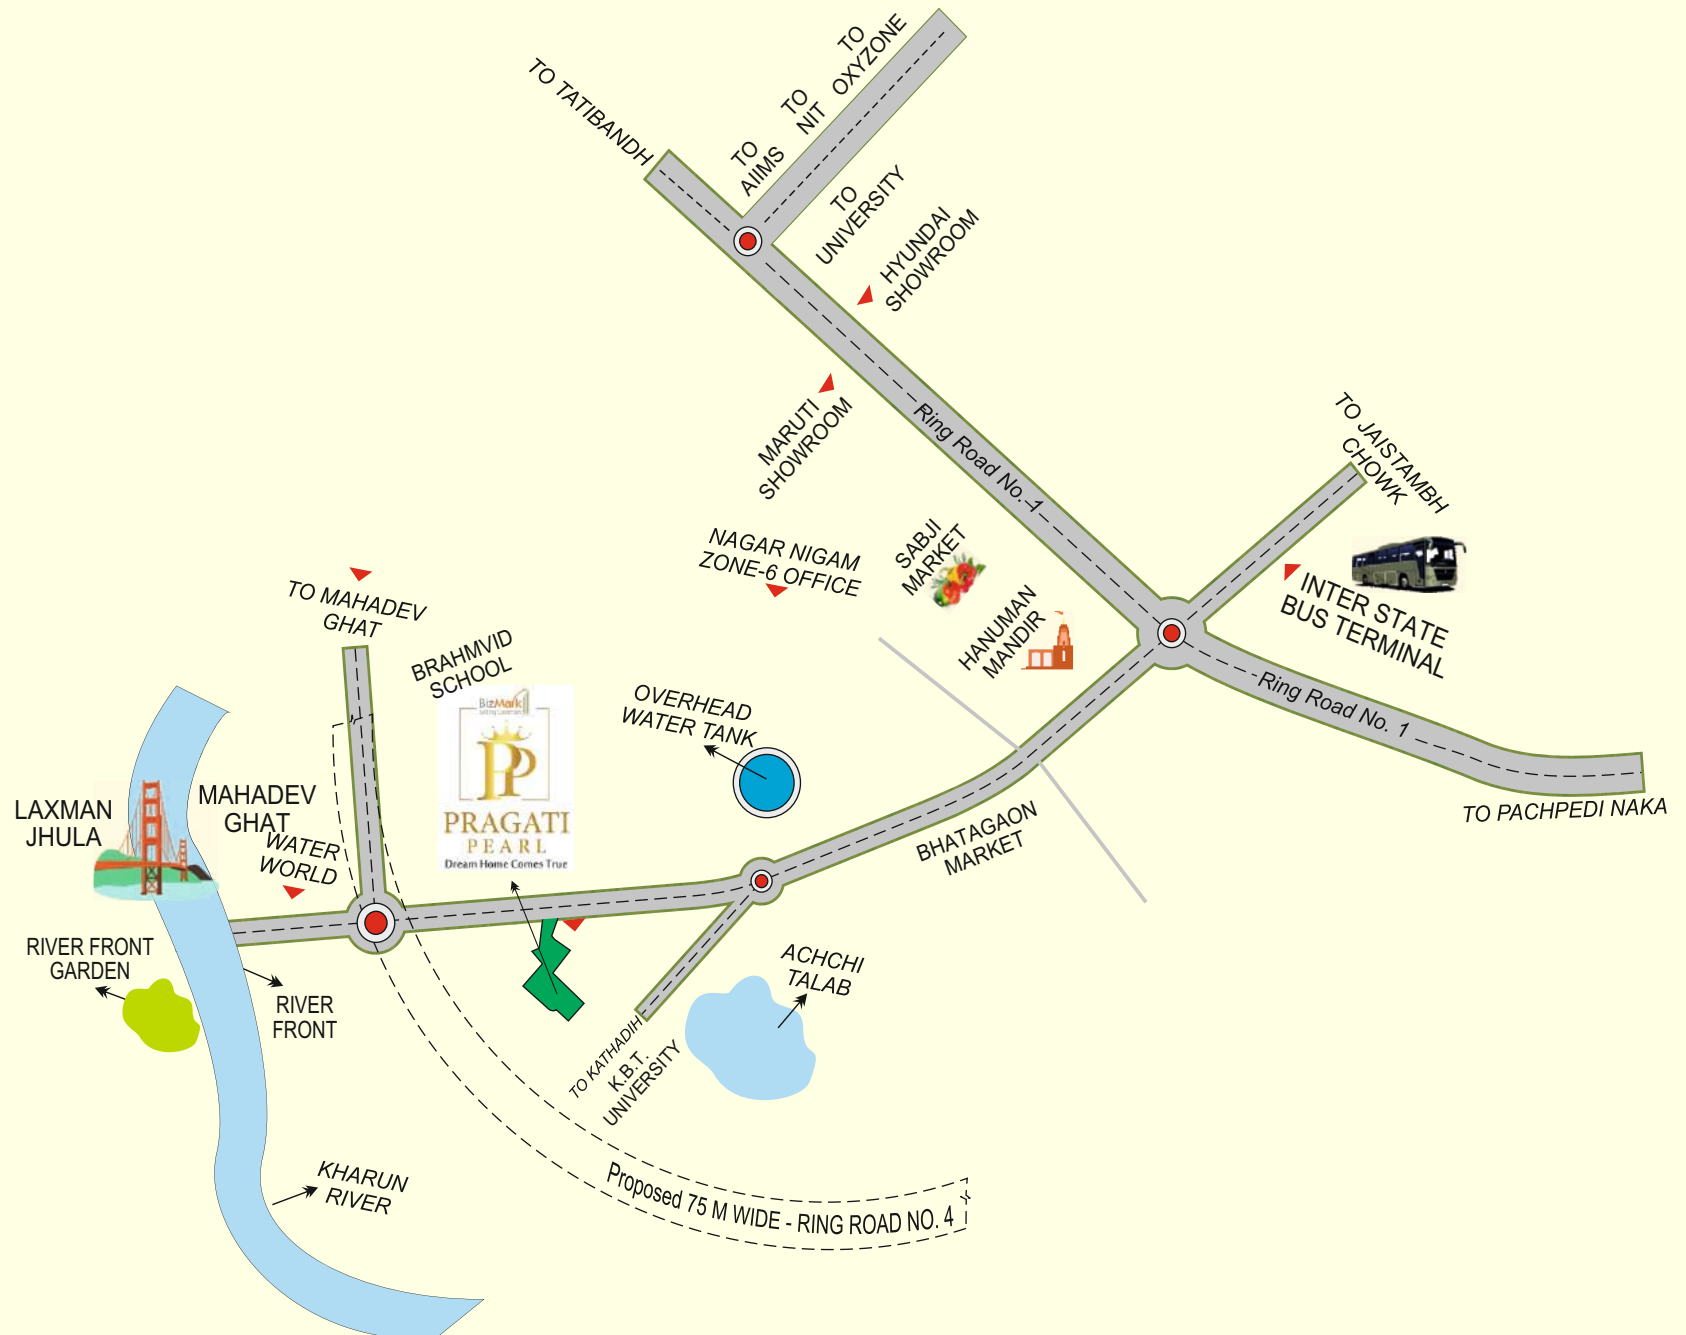 TO
OXYZONE
TO
NIT
TO
AIIMS
TO TATIBANDH
TO
UNIVERSITY
HYUNDAI
SHOWROOM
MARUTI
SHOWROOM
Ring Road No. 1
TO JAISTAMBH
CHOWK
NAGAR NIGAM
ZONE-6 OFFICE
SABJI
MARKET
HANUMAN
MANDIR
INTER STATE
BUS TERMINAL
Ring Road No. 1
TO PACHPEDI NAKA
TO MAHADEV
GHAT
BRAHMVID
SCHOOL
BizMark
PRAGATI
PEARL
Dream Home Comes True
OVERHEAD
WATER TANK
BHATAGAON
MARKET
LAXMAN
JHULA
MAHADEV
GHAT
WATER
WORLD
RIVER FRONT
GARDEN
RIVER
FRONT
ACHCHI
TALAB
TO KATHADIH
K.B.T.
UNIVERSITY
KHARUN
RIVER
Proposed 75 M WIDE - RING ROAD NO. 4